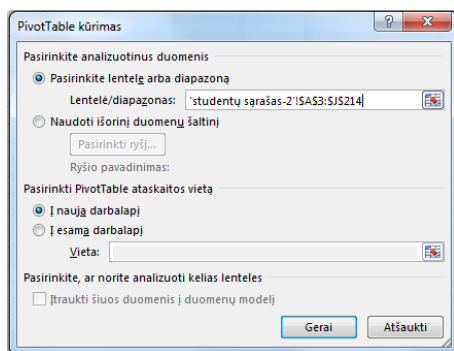 PivotTable kūrimas
Pasirinkite analizuotinus duomenis
Pasirinkite lentelę arba diapazoną
Lentelė/diapazonas: 'studentų sąrašas-2'!$A$3:$J$214
Naudoti išorinį duomenų šaltinį
Pasirinkti ryšį...
Ryšio pavadinimas:
Pasirinkti PivotTable ataskaitos vietą
Į naują darbalapį
Į esamą darbalapį
Vieta:
Pasirinkite, ar norite analizuoti kelias lenteles
Įtraukti šiuos duomenis į duomenų modelį
Gerai Atšaukti